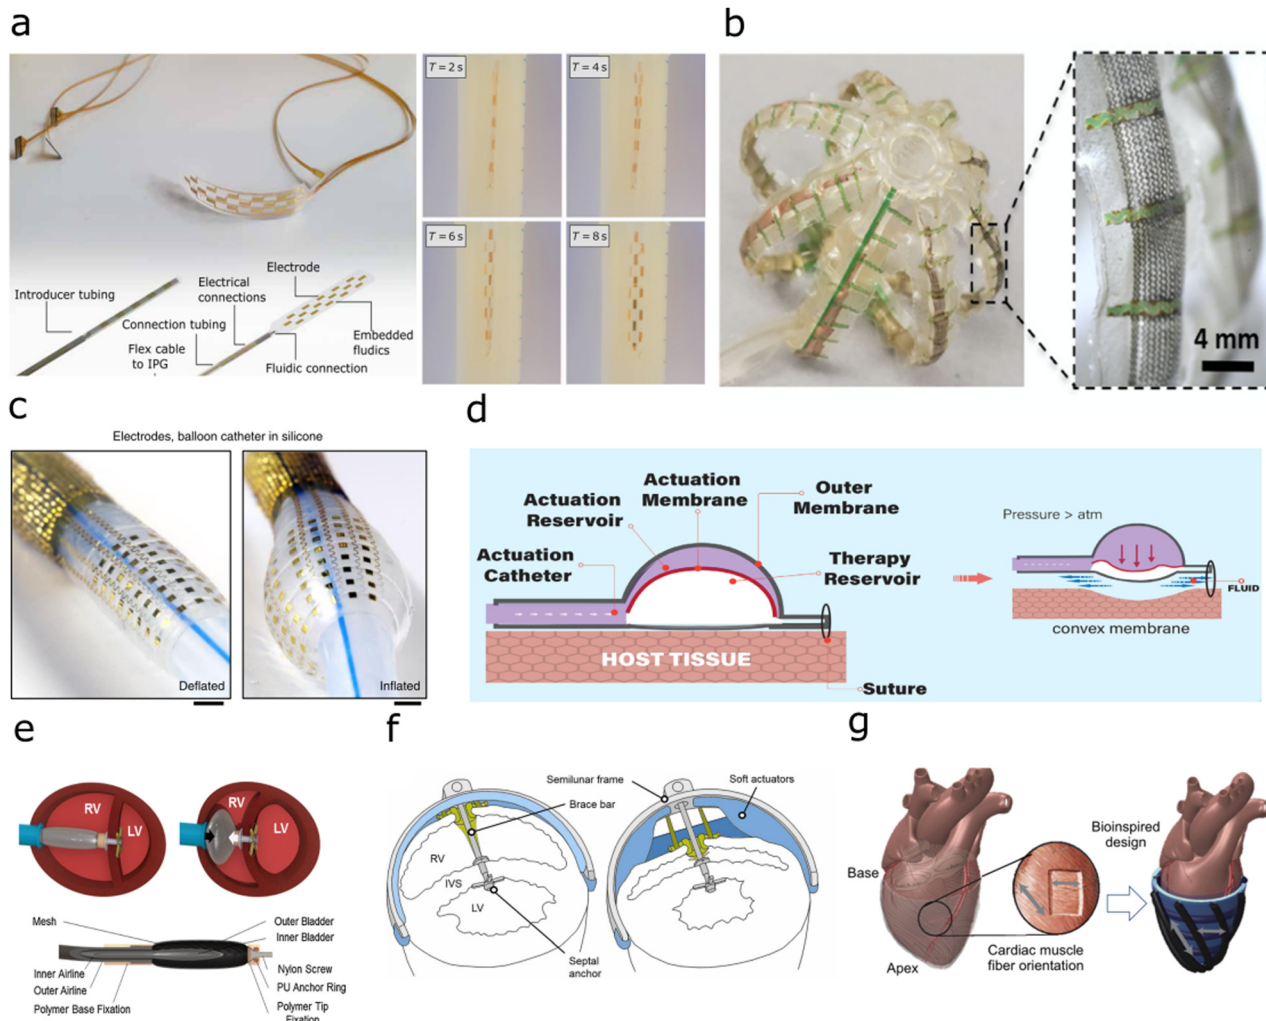 a
T = 2 s
T = 4 s
T = 6 s
T = 8 s
Introducer tubing
Electrical
connections
Electrode
Connection tubing
Flex cable
to IPG
Embedded
fludics
Fluidic connection
b
4 mm
c
Electrodes, balloon catheter in silicone
Deflated
Inflated
d
Actuation
Reservoir
Actuation
Membrane
Outer
Membrane
Actuation
Catheter
Therapy
Reservoir
HOST TISSUE
Suture
Pressure > atm
FLUID
convex membrane
e
RV
LV
RV
LV
Mesh
Outer Bladder
Inner Bladder
Inner Airline
Outer Airline
Polymer Base Fixation
Nylon Screw
PU Anchor Ring
Polymer Tip
Fixation
f
Semilunar frame
Brace bar
Soft actuators
RV
IVS
LV
Septal
anchor
g
Base
Apex
Cardiac muscle
fiber orientation
Bioinspired
design